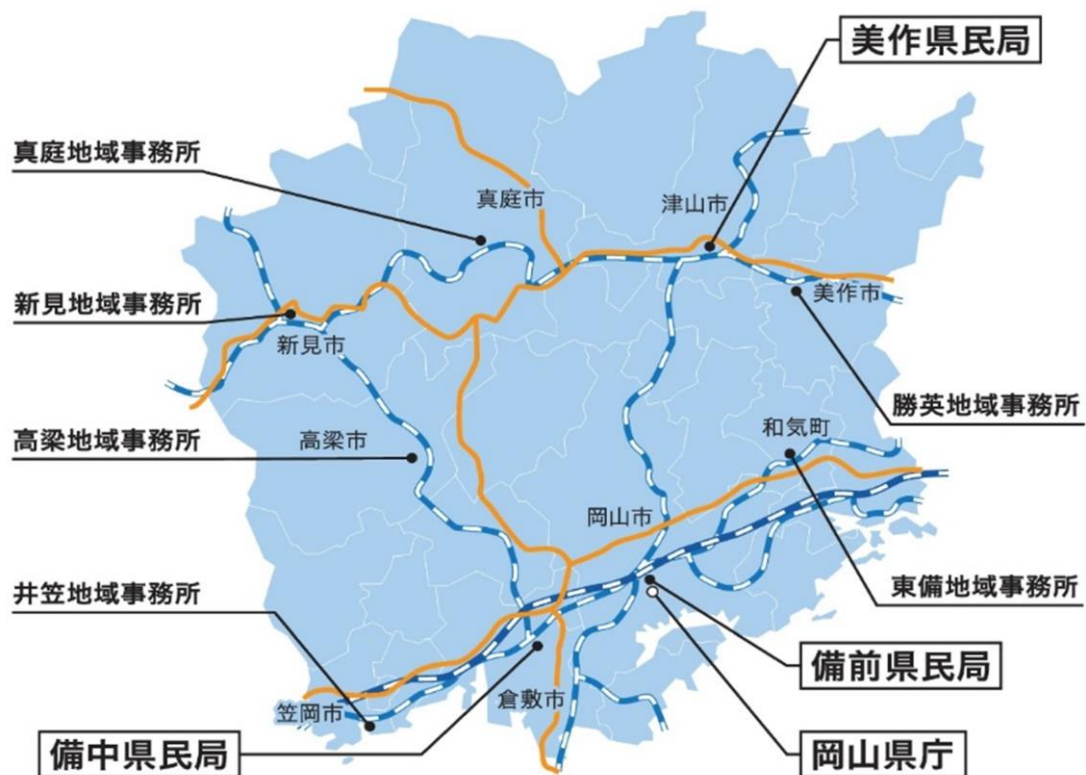 美作県民局
真庭地域事務所
真庭市
津山市
新見地域事務所
美作市
新見市
勝英地域事務所
高梁地域事務所
高梁市
和気町
岡山市
井笠地域事務所
東備地域事務所
備前県民局
倉敷市
笠岡市
備中県民局
岡山県庁